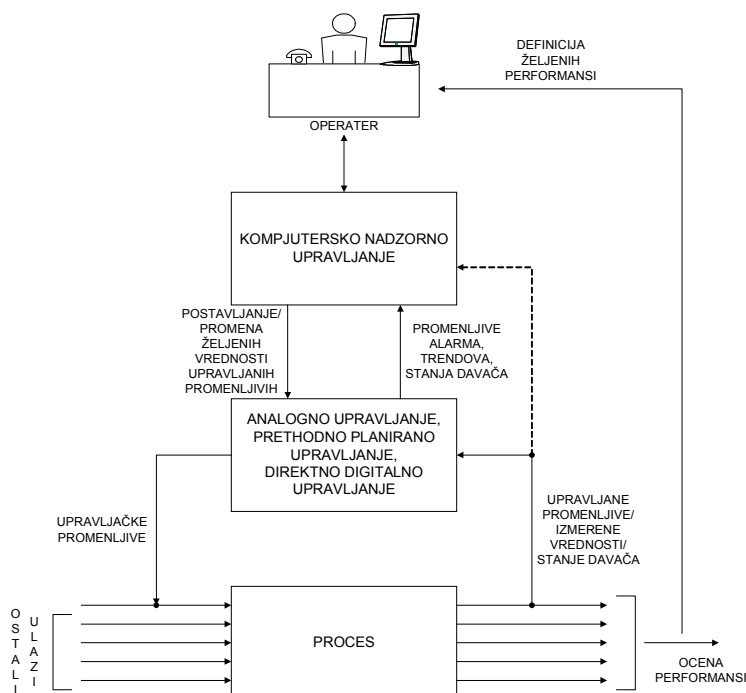 DEFINICIJA
ŽELJENIH
PERFORMANSI
OPERATER
KOMPJUTERSKO NADZORNO
UPRAVLJANJE
POSTAVLJANJE/
PROMENA
ŽELJENIH
VREDNOSTI
UPRAVLJANIH
PROMENLJIVIH
PROMENLJIVE
ALARMA,
TRENDOVA,
STANJA DAVAČA
ANALOGNO UPRAVLJANJE,
PRETHODNO PLANIRANO
UPRAVLJANJE,
DIREKTNO DIGITALNO
UPRAVLJANJE
UPRAVLJAČKE
PROMENLJIVE
UPRAVLJANE
PROMENLJIVE/
IZMERENE
VREDNOSTI/
STANJE DAVAČA
OSTALI
ULAZI
PROCES
OCENA
PERFORMANSI